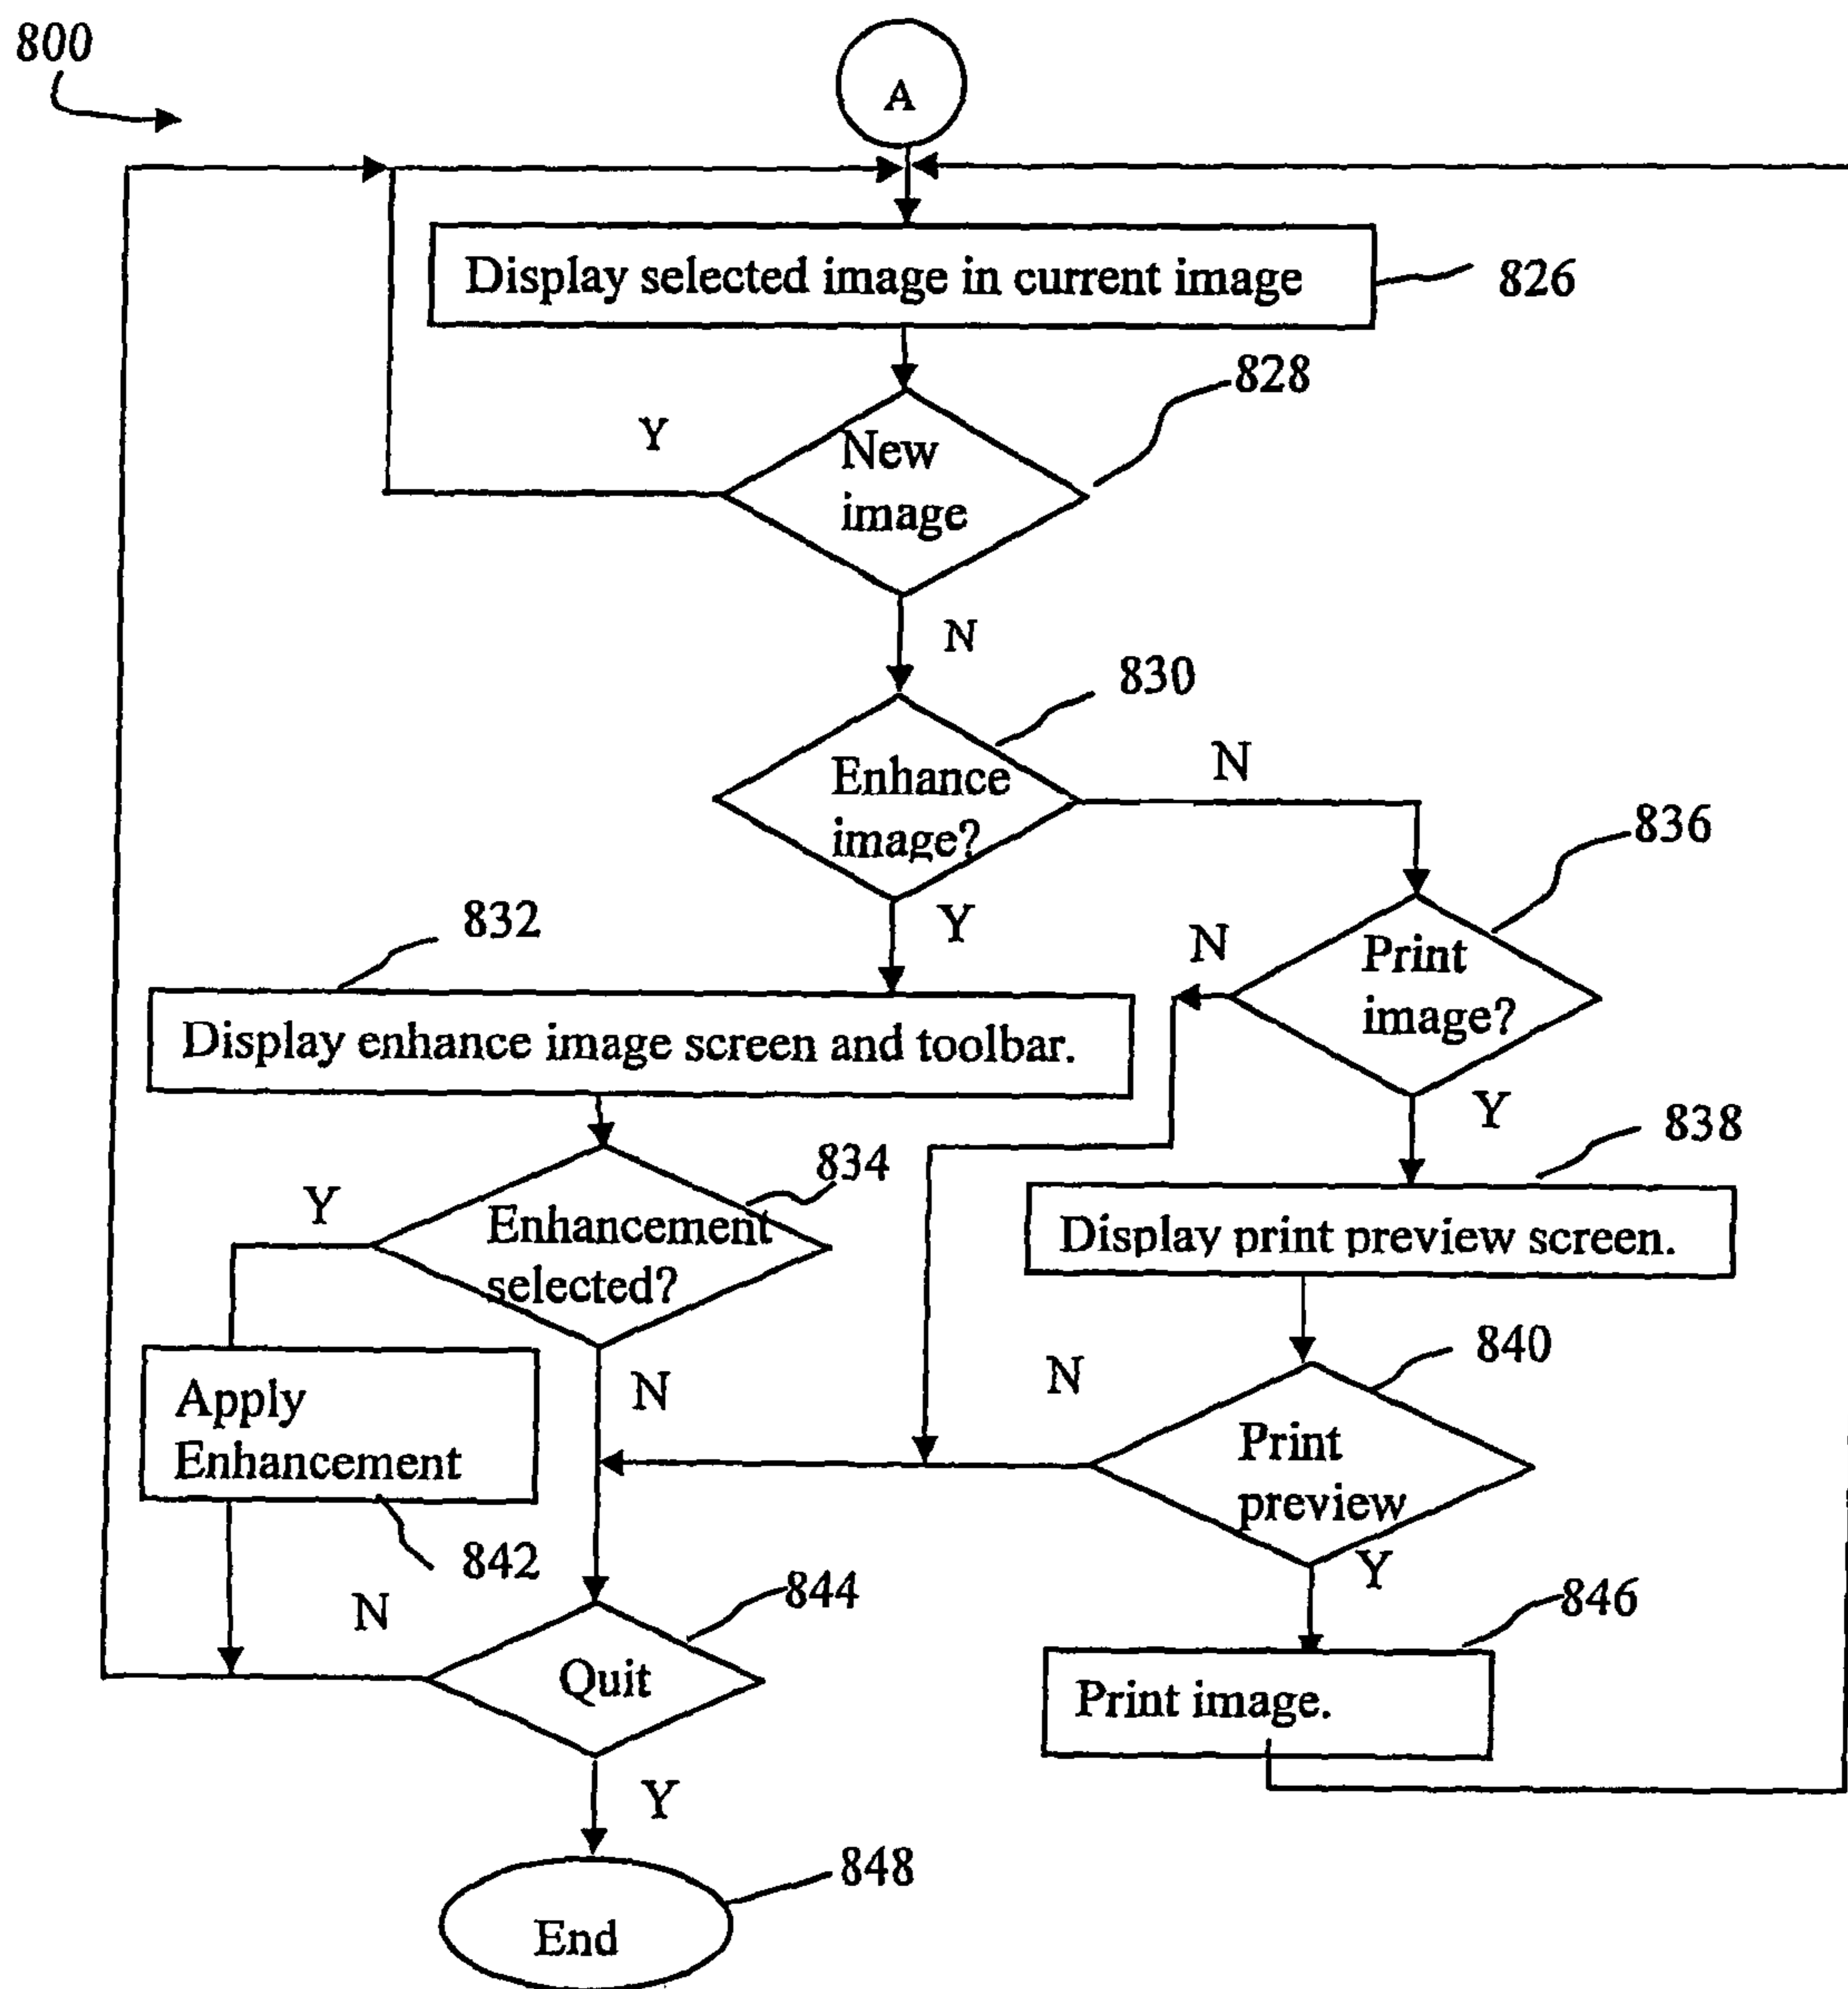 800
A
Display selected image in current image
826
828
Y
New
image
N
830
Enhance
image?
N
836
832
Y
N
Print
image?
Display enhance image screen and toolbar.
Y
838
834
Y
Enhancement
selected?
Display print preview screen.
840
N
N
Apply
Enhancement
Print
preview
842
Y
844
846
N
Quit
Print image.
Y
848
End